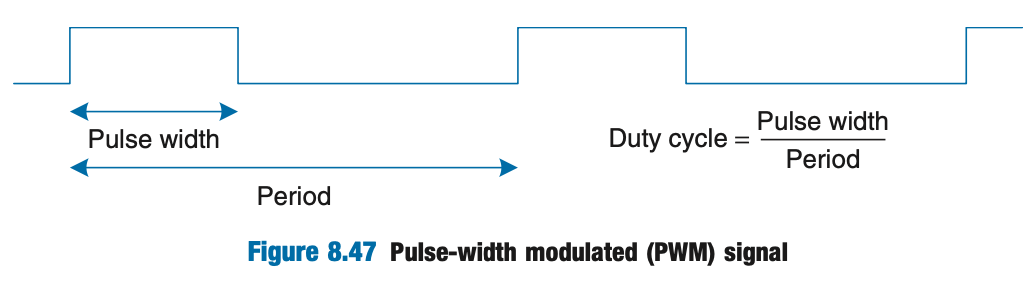 Pulse width
Period
Duty cycle = Pulse width
Period
Figure 8.47 Pulse-width modulated (PWM) signal